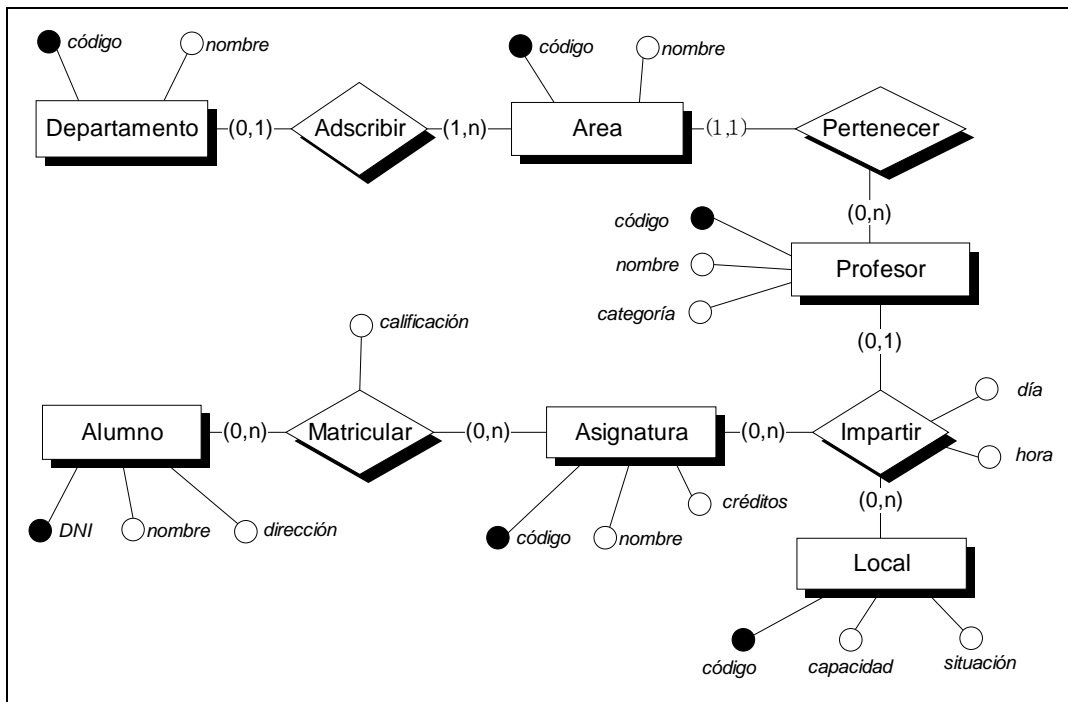 código nombre código nombre
Departamento (0,1) Adscribir (1,n) Area (1,1) Pertenecer
(0,n)
código
nombre Profesor
categoría
calificación (0,1)
día
Alumno (0,n) Matricular (0,n) Asignatura (0,n) Impartir
hora
créditos (0,n)
DNI nombre dirección código nombre
Local
código capacidad situación